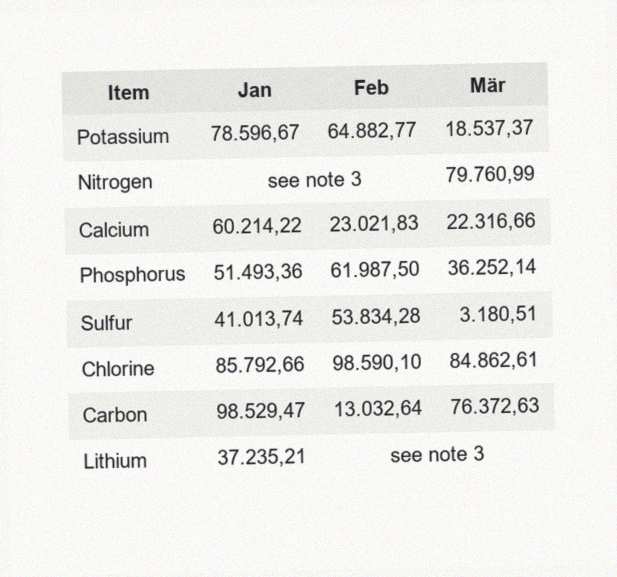 Item Jan Feb Mär
Potassium 78.596,67 64.882,77 18.537,37
Nitrogen see note 3 79.760,99
Calcium 60.214,22 23.021,83 22.316,66
Phosphorus 51.493,36 61.987,50 36.252,14
Sulfur 41.013,74 53.834,28 3.180,51
Chlorine 85.792,66 98.590,10 84.862,61
Carbon 98.529,47 13.032,64 76.372,63
Lithium 37.235,21 see note 3